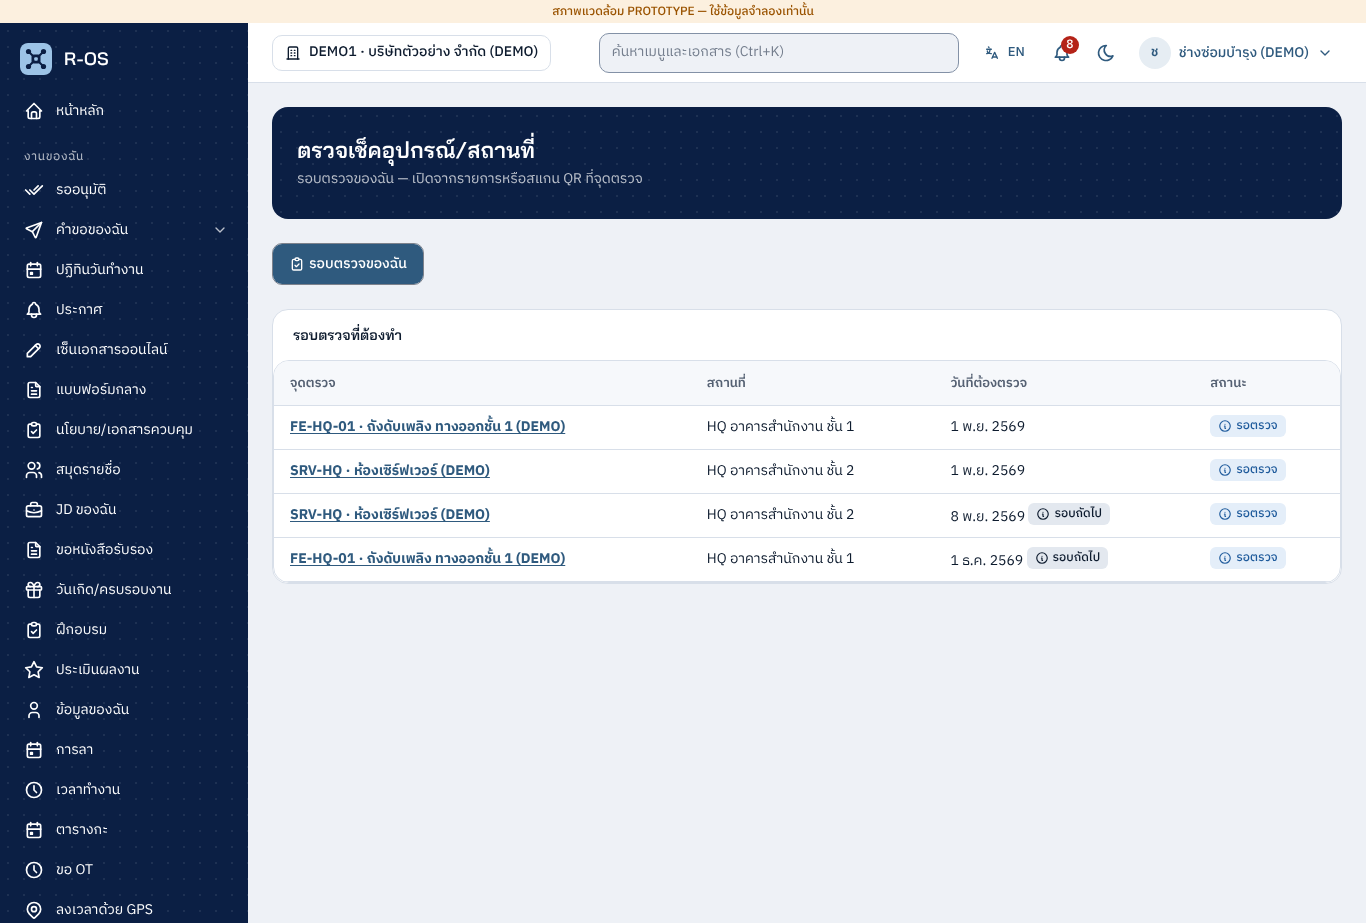 สภาพแวดล้อม PROTOTYPE — ใช้ข้อมูลจำลองเท่านั้น
R-OS
DEMO1 · บริษัทตัวอย่าง จำกัด (DEMO)
ค้นหาเมนูและเอกสาร (Ctrl+K)
EN
8
ช
ช่างซ่อมบำรุง (DEMO)
หน้าหลัก
งานของฉัน
รออนุมัติ
คำขอของฉัน
ปฏิทินวันทำงาน
ประกาศ
เซ็นเอกสารออนไลน์
แบบฟอร์มกลาง
นโยบาย/เอกสารควบคุม
สมุดรายชื่อ
JD ของฉัน
ขอหนังสือรับรอง
วันเกิด/ครบรอบงาน
ฝึกอบรม
ประเมินผลงาน
ข้อมูลของฉัน
การลา
เวลาทำงาน
ตารางกะ
ขอ OT
ลงเวลาด้วย GPS
ตรวจเช็คอุปกรณ์/สถานที่
รอบตรวจของฉัน — เปิดจากรายการหรือสแกน QR ที่จุดตรวจ
รอบตรวจของฉัน
รอบตรวจที่ต้องทำ
จุดตรวจ สถานที่ วันที่ต้องตรวจ สถานะ
FE-HQ-01 · ถังดับเพลิง ทางออกชั้น 1 (DEMO) HQ อาคารสำนักงาน ชั้น 1 1 พ.ย. 2569 รอตรวจ
SRV-HQ · ห้องเซิร์ฟเวอร์ (DEMO) HQ อาคารสำนักงาน ชั้น 2 1 พ.ย. 2569 รอตรวจ
SRV-HQ · ห้องเซิร์ฟเวอร์ (DEMO) HQ อาคารสำนักงาน ชั้น 2 8 พ.ย. 2569 รอบถัดไป รอตรวจ
FE-HQ-01 · ถังดับเพลิง ทางออกชั้น 1 (DEMO) HQ อาคารสำนักงาน ชั้น 1 1 ธ.ค. 2569 รอบถัดไป รอตรวจ